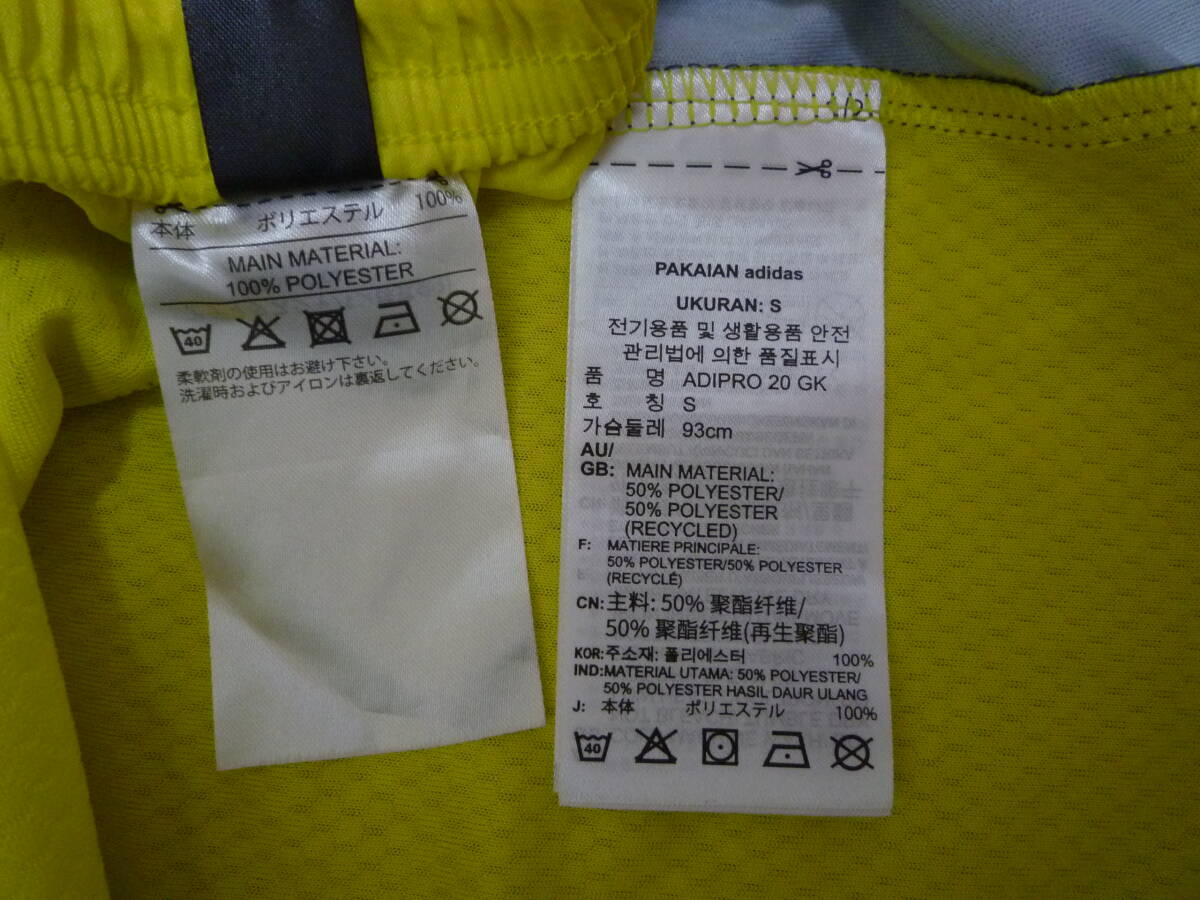 本体 ポリエステル 100%
MAIN MATERIAL:
100% POLYESTER
40
柔軟剤の使用はお避け下さい。
洗濯時およびアイロンは裏返してください。
1/2
PAKAIAN adidas
UKURAN: S
전기용품 및 생활용품 안전
관리법에 의한 품질표시
품 명 ADIPRO 20 GK
호 칭 S
가슴둘레 93cm
AU/
GB: MAIN MATERIAL:
50% POLYESTER/
50% POLYESTER
(RECYCLED)
F: MATIERE PRINCIPALE:
50% POLYESTER/50% POLYESTER
(RECYCLÉ)
CN: 主料: 50% 聚酯纤维/
50% 聚酯纤维(再生聚酯)
KOR: 주소재: 폴리에스터 100%
IND: MATERIAL UTAMA: 50% POLYESTER/
50% POLYESTER HASIL DAUR ULANG
J: 本体 ポリエステル 100%
40